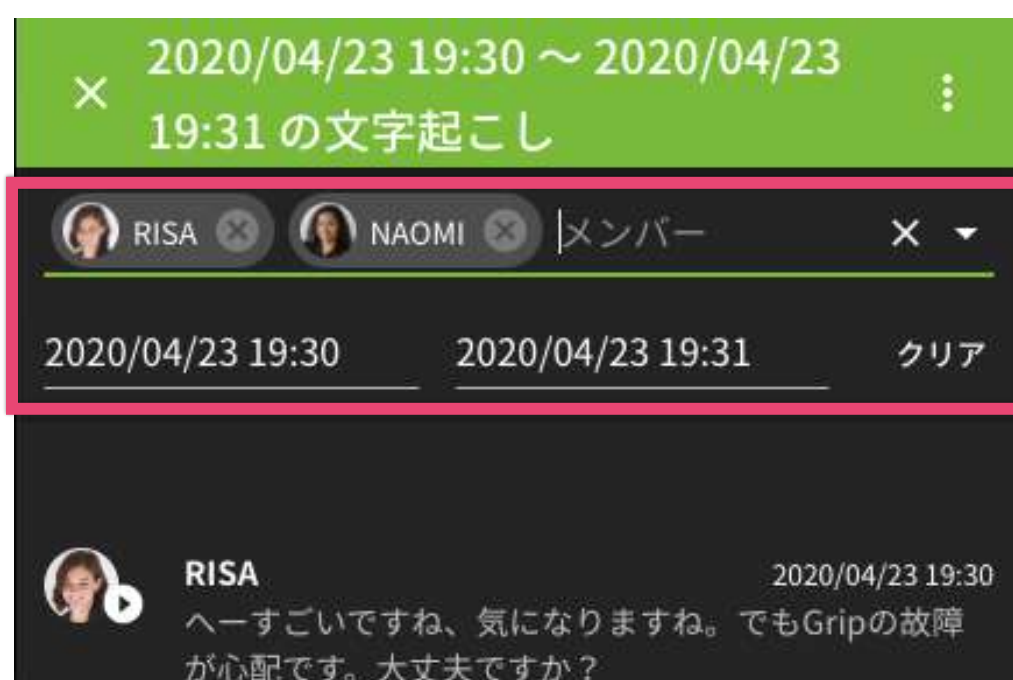 2020/04/23 19:30 ～ 2020/04/23
19:31 の文字起こし
RISA NAOMI メンバー
2020/04/23 19:30 2020/04/23 19:31 クリア
RISA 2020/04/23 19:30
へーすごいですね、気になりますね。でもGripの故障
が心配です。大丈夫ですか？